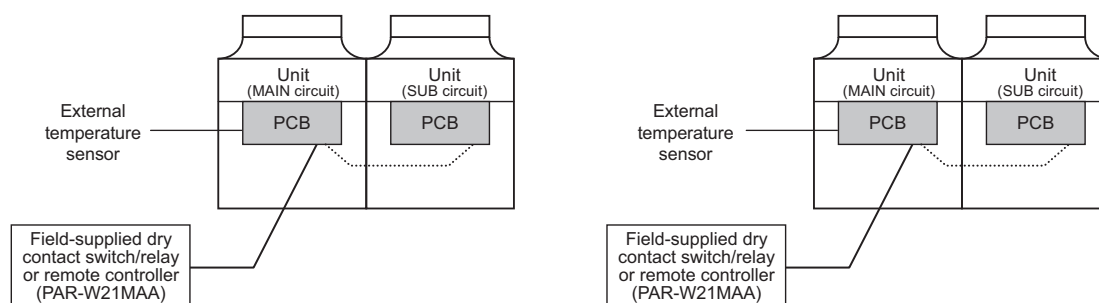 Unit
(MAIN circuit)
Unit
(SUB circuit)
External
temperature
sensor
PCB
PCB
Field-supplied dry
contact switch/relay
or remote controller
(PAR-W21MAA)
Unit
(MAIN circuit)
Unit
(SUB circuit)
External
temperature
sensor
PCB
PCB
Field-supplied dry
contact switch/relay
or remote controller
(PAR-W21MAA)